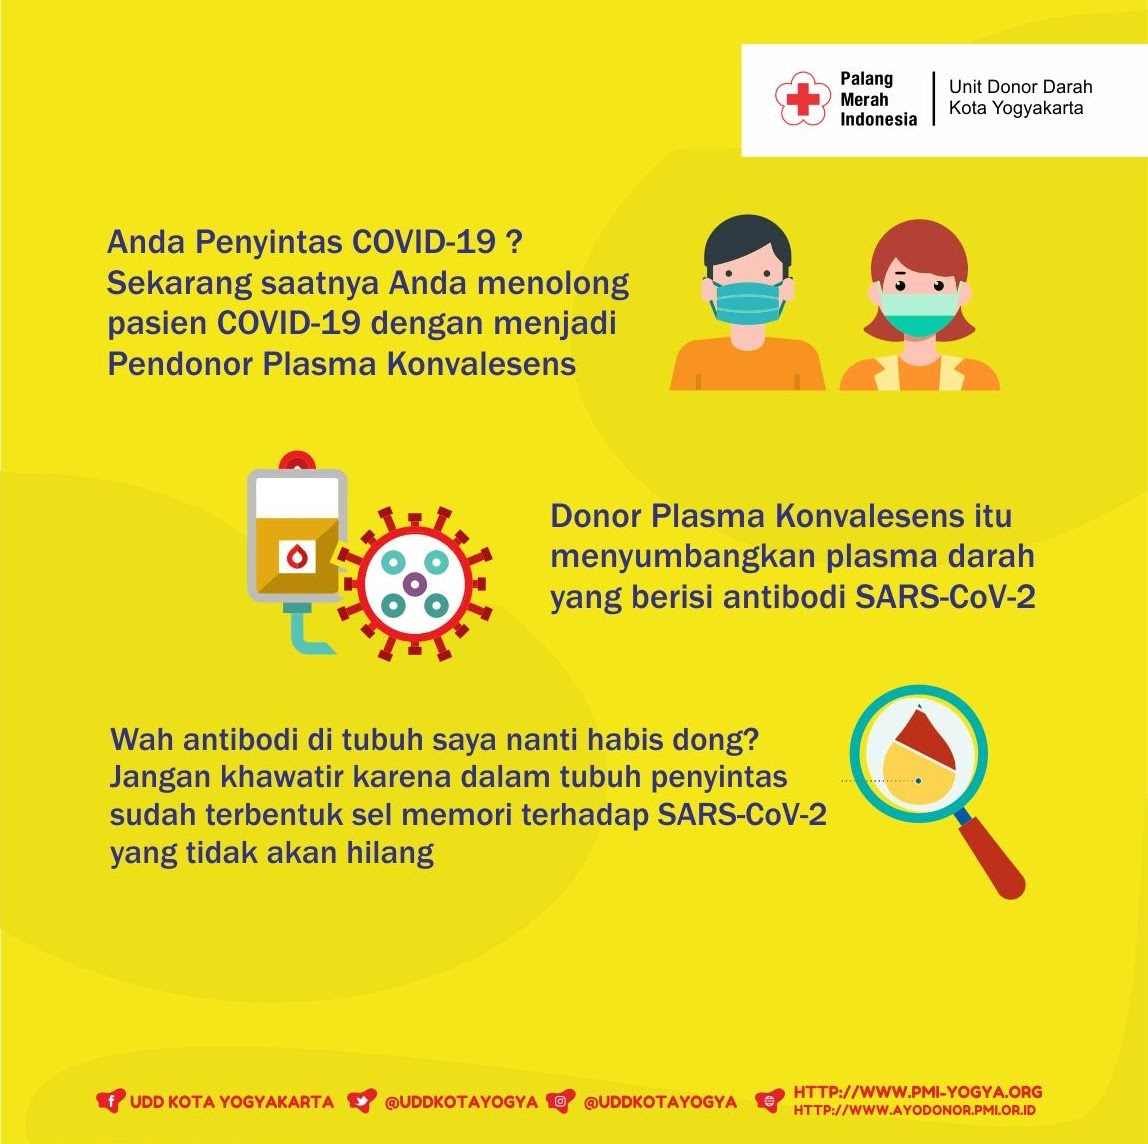 Palang
Merah
Indonesia
Unit Donor Darah
Kota Yogyakarta
Anda Penyintas COVID-19 ?
Sekarang saatnya Anda menolong
pasien COVID-19 dengan menjadi
Pendonor Plasma Konvalesens
Donor Plasma Konvalesens itu
menyumbangkan plasma darah
yang berisi antibodi SARS-CoV-2
Wah antibodi di tubuh saya nanti habis dong?
Jangan khawatir karena dalam tubuh penyintas
sudah terbentuk sel memori terhadap SARS-CoV-2
yang tidak akan hilang
UDD KOTA YOGYAKARTA
@UDDKOTAYOGYA
@UDDKOTAYOGYA
HTTP://WWW.PMI-YOGYA.ORG
HTTP://WWW.AYODONOR.PMI.OR.ID